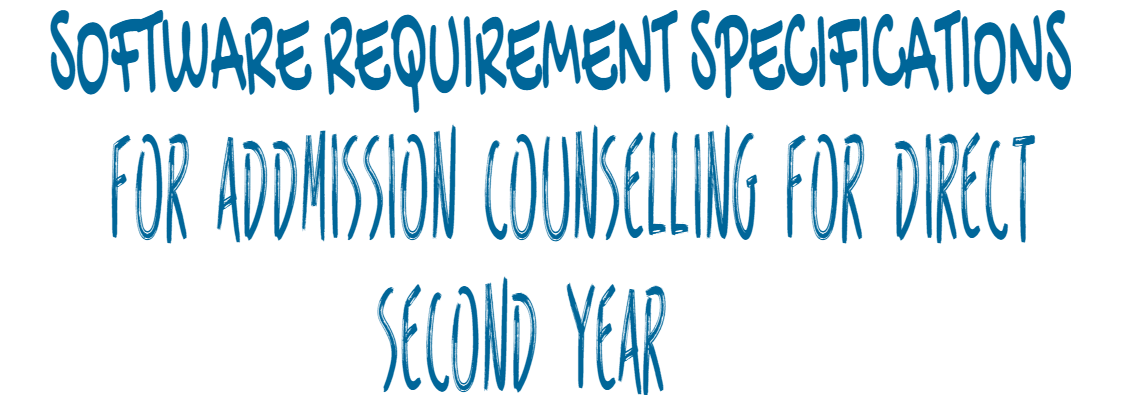 SOFTWARE REQUIREMENT SPECIFICATIONS
FOR ADDMISSION COUNSELLING FOR DIRECT
SECOND YEAR